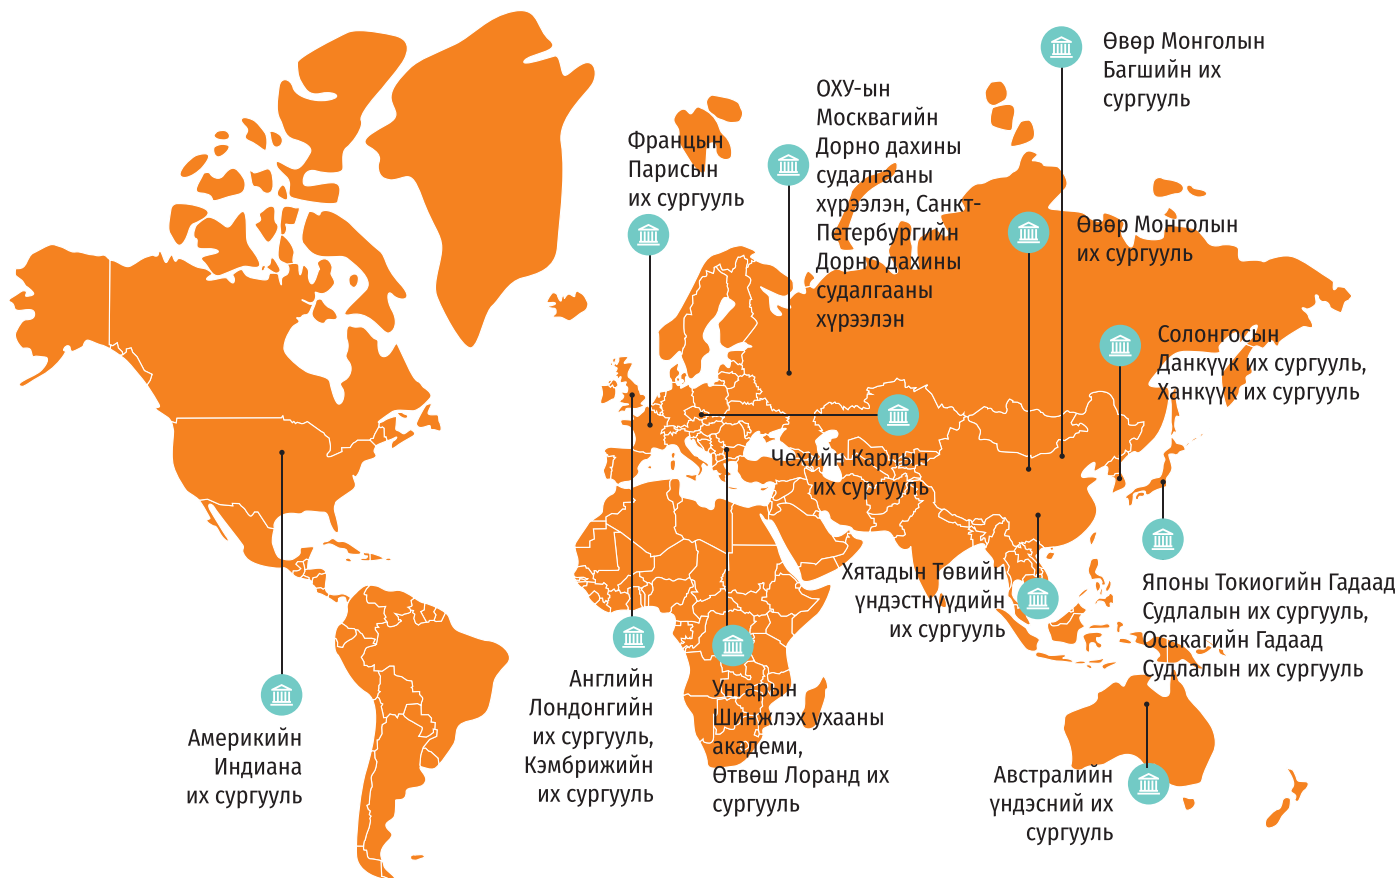 Өвөр Монголын
Багшийн их
сургууль
ОХУ-ын
Москвагийн
Дорно дахины
судалгааны
хүрээлэн, Санкт-
Петербургийн
Дорно дахины
судалгааны
хүрээлэн
Францын
Парисын
их сургууль
Өвөр Монголын
их сургууль
Солонгосын
Данкүүк их сургууль,
Ханкүүк их сургууль
Чехийн Карлын
их сургууль
Хятадын Төвийн
үндэстнүүдийн
их сургууль
Японы Токиогийн Гадаад
Судлалын их сургууль,
Осакагийн Гадаад
Судлалын их сургууль
Английн
Лондонгийн
их сургууль,
Кэмбрижийн
их сургууль
Унгарын
Шинжлэх ухааны
академи,
Өтвөш Лоранд их
сургууль
Америкийн
Индиана
их сургууль
Австралийн
үндэсний их
сургууль